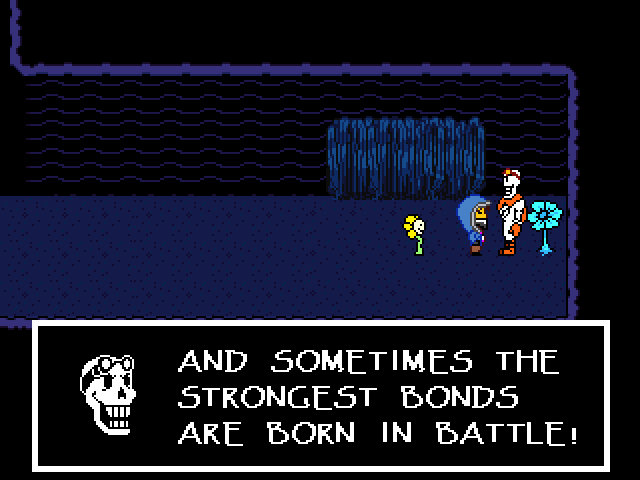 AND SOMETIMES THE
STRONGEST BONDS
ARE BORN IN BATTLE!